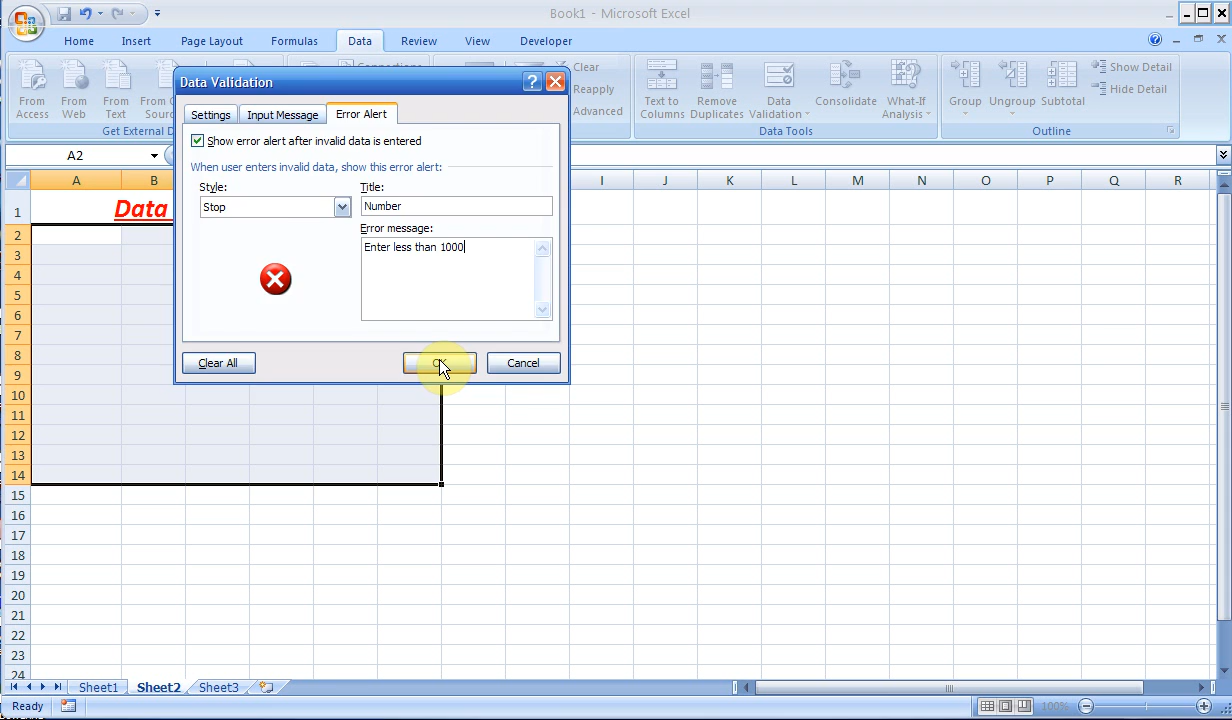 Book1 - Microsoft Excel
Home Insert Page Layout Formulas Data Review View Developer
From Access
From Web
From Text
From O
Sourc
Get External D
Connections
Clear
Reapply
Advanced
Text to Columns
Remove Duplicates
Data Validation
Consolidate
What-If Analysis
Data Tools
Group
Ungroup
Subtotal
Show Detail
Hide Detail
Outline
Data Validation
Settings Input Message Error Alert
Show error alert after invalid data is entered
When user enters invalid data, show this error alert:
Style: Title:
Stop Number
Error message:
Enter less than 1000
Clear All OK Cancel
A2
A B I J K L M N O P Q R
1 Data
2
3
4
5
6
7
8
9
10
11
12
13
14
15
16
17
18
19
20
21
22
23
24
Sheet1 Sheet2 Sheet3
Ready 100%